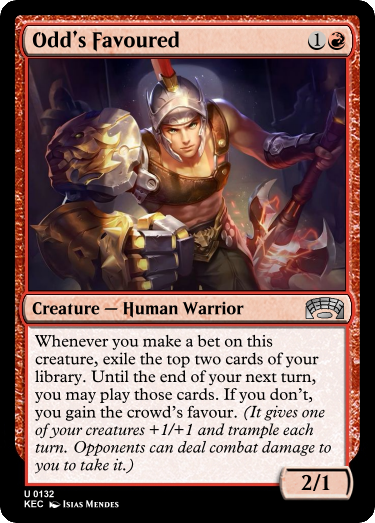 Odd's Favoured 1
Creature — Human Warrior
Whenever you make a bet on this
creature, exile the top two cards of your
library. Until the end of your next turn,
you may play those cards. If you don't,
you gain the crowd's favour. (It gives one
of your creatures +1/+1 and trample each
turn. Opponents can deal combat damage to
you to take it.)
2/1
U 0132
KEC Isias Mendes